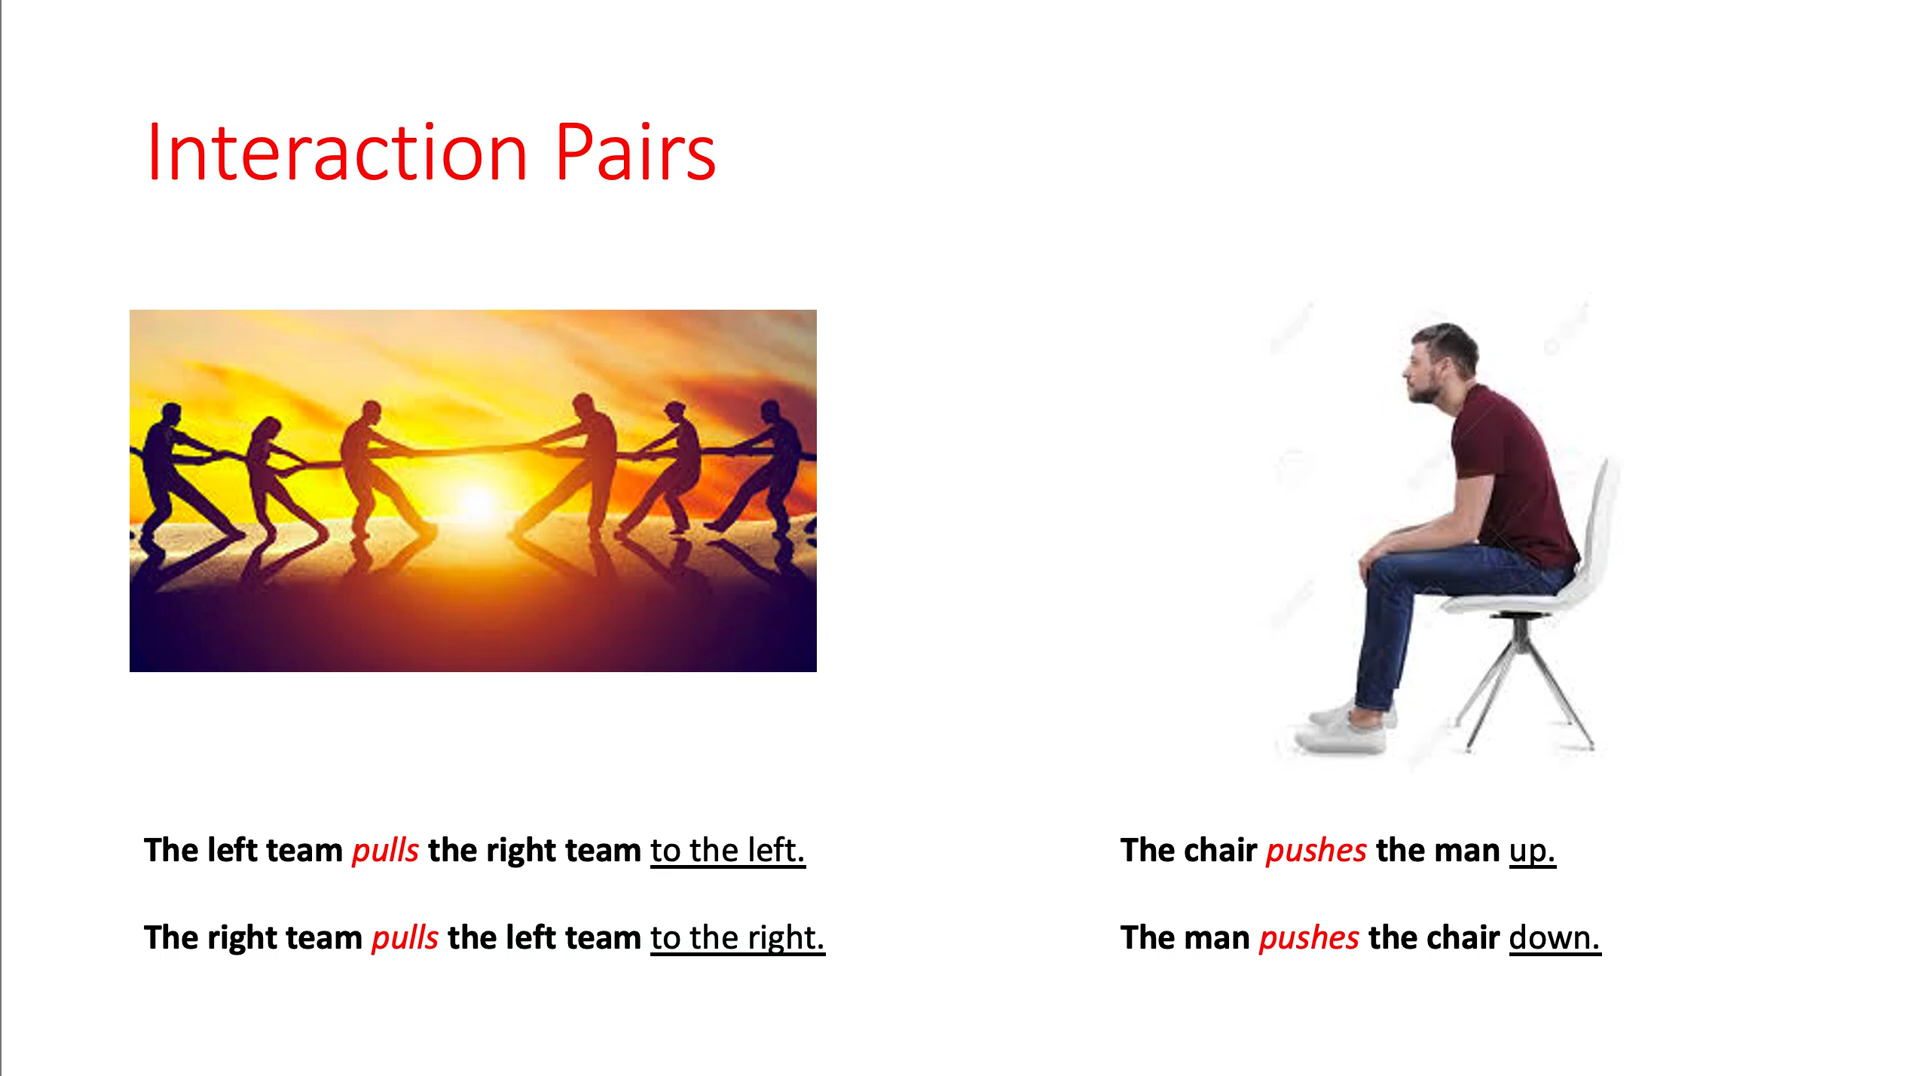 Interaction Pairs
The left team pulls the right team to the left.
The right team pulls the left team to the right.
The chair pushes the man up.
The man pushes the chair down.